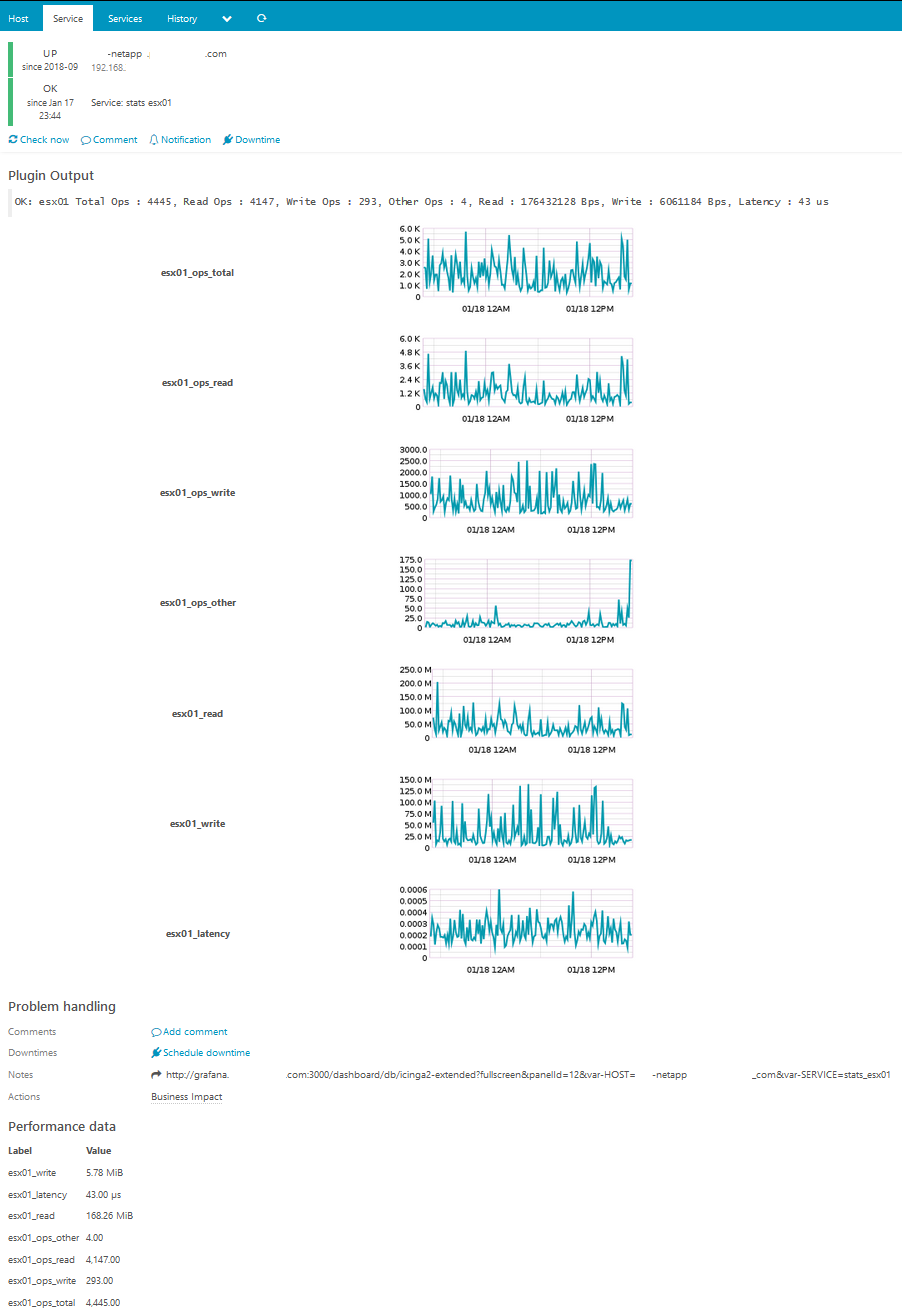 Host Service Services History
UP -netapp .com
since 2018-09 192.168.
OK
since Jan 17 Service: stats esx01
23:44
Check now Comment Notification Downtime
Plugin Output
OK: esx01 Total Ops : 4445, Read Ops : 4147, Write Ops : 293, Other Ops : 4, Read : 176432128 Bps, Write : 6061184 Bps, Latency : 43 us
esx01_ops_total
6.0 K
5.0 K
4.0 K
3.0 K
2.0 K
1.0 K
0
01/18 12AM 01/18 12PM
esx01_ops_read
6.0 K
4.8 K
3.6 K
2.4 K
1.2 K
0
01/18 12AM 01/18 12PM
esx01_ops_write
3000.0
2500.0
2000.0
1500.0
1000.0
500.0
0
01/18 12AM 01/18 12PM
esx01_ops_other
175.0
150.0
125.0
100.0
75.0
50.0
25.0
0
01/18 12AM 01/18 12PM
esx01_read
250.0 M
200.0 M
150.0 M
100.0 M
50.0 M
0
01/18 12AM 01/18 12PM
esx01_write
150.0 M
125.0 M
100.0 M
75.0 M
50.0 M
25.0 M
0
01/18 12AM 01/18 12PM
esx01_latency
0.0006
0.0005
0.0004
0.0003
0.0002
0.0001
0
01/18 12AM 01/18 12PM
Problem handling
Comments Add comment
Downtimes Schedule downtime
Notes http://grafana. .com:3000/dashboard/db/icinga2-extended?fullscreen&panelId=12&var-HOST= -netapp _com&var-SERVICE=stats_esx01
Actions Business Impact
Performance data
Label Value
esx01_write 5.78 MiB
esx01_latency 43.00 µs
esx01_read 168.26 MiB
esx01_ops_other 4.00
esx01_ops_read 4,147.00
esx01_ops_write 293.00
esx01_ops_total 4,445.00